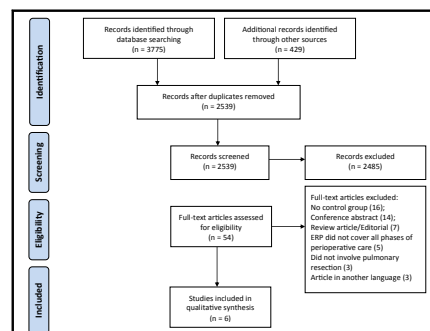 Identification
Records identified through
database searching
(n = 3775)
Additional records identified
through other sources
(n = 429)
Records after duplicates removed
(n = 2539)
Screening
Records screened
(n = 2539)
Records excluded
(n = 2485)
Eligibility
Full-text articles assessed
for eligibility
(n = 54)
Full-text articles excluded:
No control group (16);
Conference abstract (14);
Review article/Editorial (7)
ERP did not cover all phases of
perioperative care (5)
Did not involve pulmonary
resection (3)
Article in another language (3)
Included
Studies included in
qualitative synthesis
(n = 6)